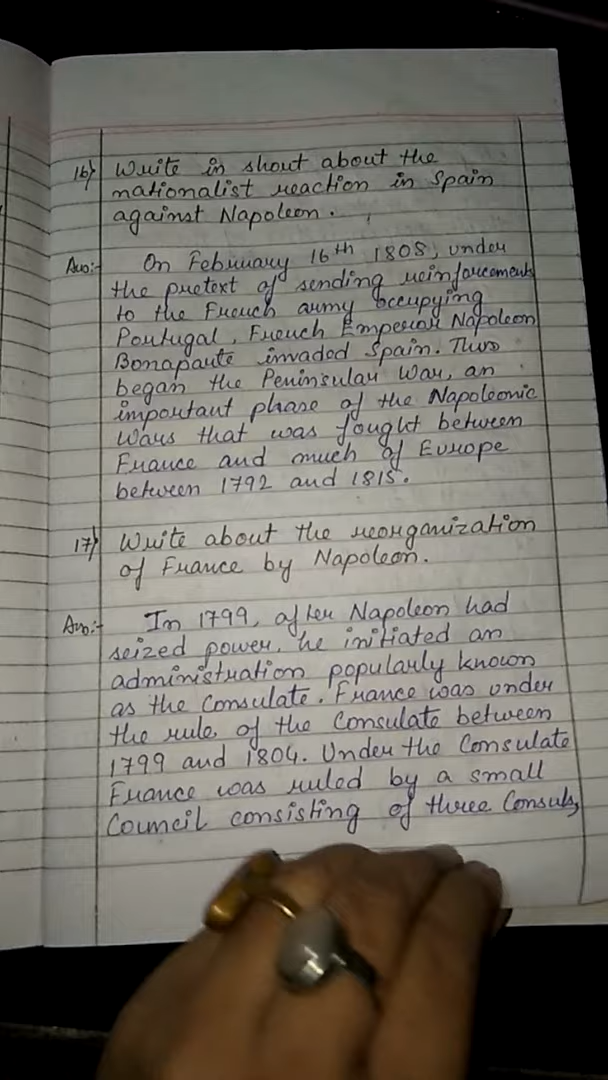 16) Write in short about the
nationalist reaction in Spain
against Napoleon.
Ans:- On February 16th 1808, under
the pretext of sending reinforcements
to the French army occupying
Portugal, French Emperor Napoleon
Bonaparte invaded Spain. Thus
began the Peninsular War, an
important phase of the Napoleonic
Wars that was fought between
France and much of Europe
between 1792 and 1815.
17) Write about the reorganization
of France by Napoleon.
Ans:- In 1799, after Napoleon had
seized power, he initiated an
administration popularly known
as the Consulate. France was under
the rule of the Consulate between
1799 and 1804. Under the Consulate
France was ruled by a small
Council consisting of three Consuls,